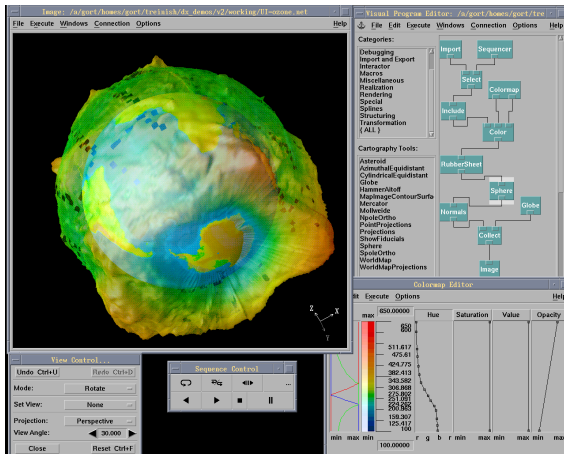 Image: /a/gort/homes/gort/treinish/dx_demos/v2/working/UI-ozone.net
File Execute Windows Connection Options Help
Z X
Y
Visual Program Editor: /a/gort/homes/gort/tre
File Edit Execute Windows Connection Options Help
Categories:
Debugging
Import and Export
Interactor
Macros
Miscellaneous
Realization
Rendering
Special
Splines
Structuring
Transformation
( ALL )
Cartography Tools:
Asteroid
AzimuthalEquidistant
CylindricalEquidistant
Globe
HammerAitoff
MapImageContourSurfa
Mercator
Mollweide
NpoleOrtho
PointProjections
Projections
ShowFiducials
Sphere
SpoleOrtho
WorldMap
WorldMapProjections
Import
Sequencer
Select
Colormap
Include
Color
RubberSheet
Sphere
Normals
Globe
Collect
Image
Colormap Editor
dit Execute Options Help
max 650.00000 Hue Saturation Value Opacity
650
511.617
475.61
424.775
382.413
343.582
306.868
275.802
251.091
224.262
200.863
159.307
125.417
100
min max min 100.00000 r g b r min max min max min max
View Control...
Undo Ctrl+U Redo Ctrl+D
Mode: Rotate
Set View: None
Projection: Perspective
View Angle: 30.000
Close Reset Ctrl+F
Sequence Control
...